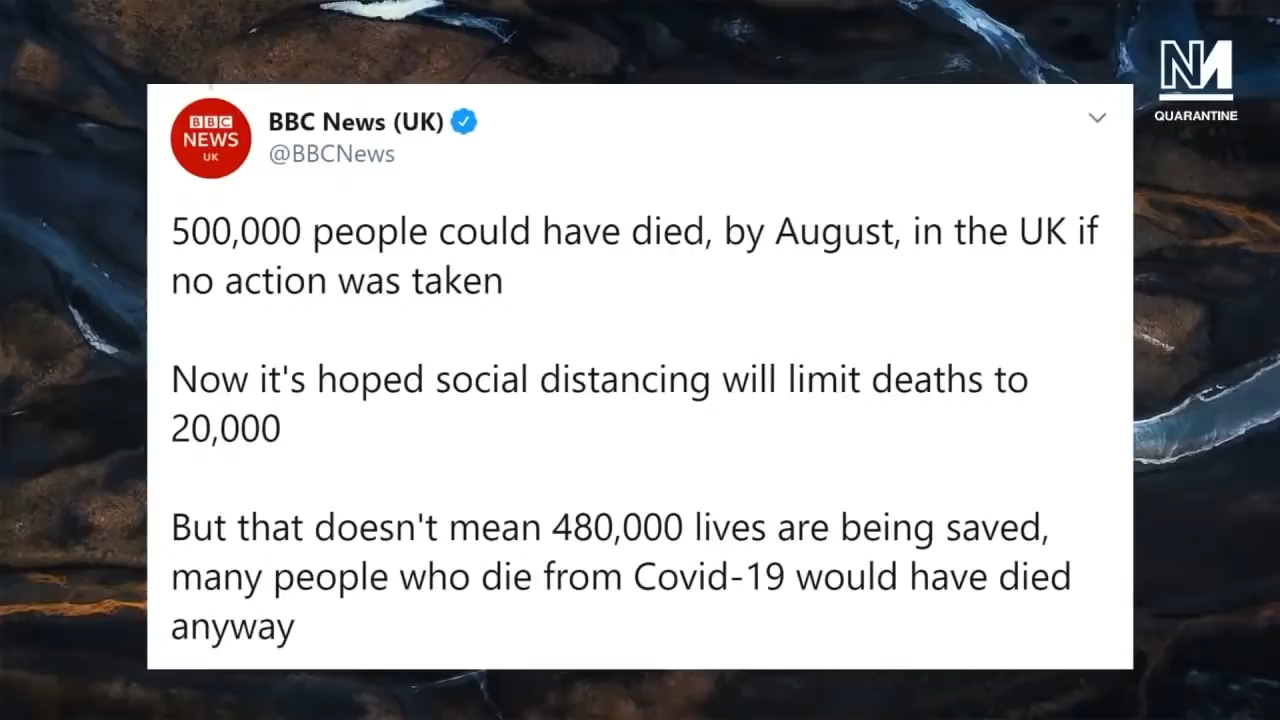 BBC
NEWS
UK
BBC News (UK)
@BBCNews
NM
QUARANTINE
500,000 people could have died, by August, in the UK if
no action was taken
Now it's hoped social distancing will limit deaths to
20,000
But that doesn't mean 480,000 lives are being saved,
many people who die from Covid-19 would have died
anyway